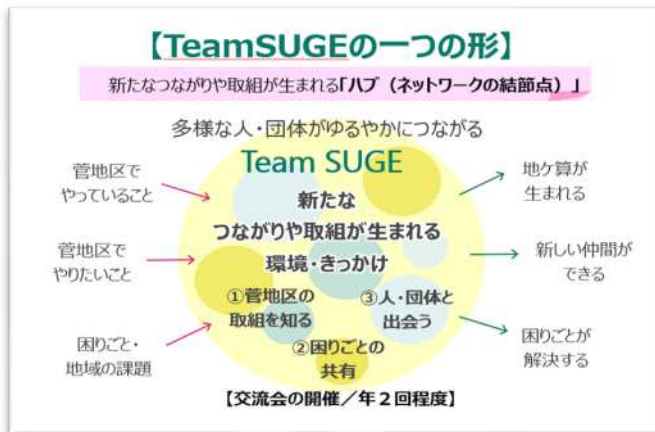 【TeamSUGEの一つの形】
新たなつながりや取組が生まれる「ハブ（ネットワークの結節点）」
多様な人・団体がゆるやかにつながる
Team SUGE
新たな
つながりや取組が生まれる
環境・きっかけ
①菅地区の
取組を知る
③人・団体と
出会う
②困りごとの
共有
【交流会の開催／年２回程度】
菅地区で
やっていること
菅地区で
やりたいこと
困りごと・
地域の課題
地ケ算が
生まれる
新しい仲間が
できる
困りごとが
解決する